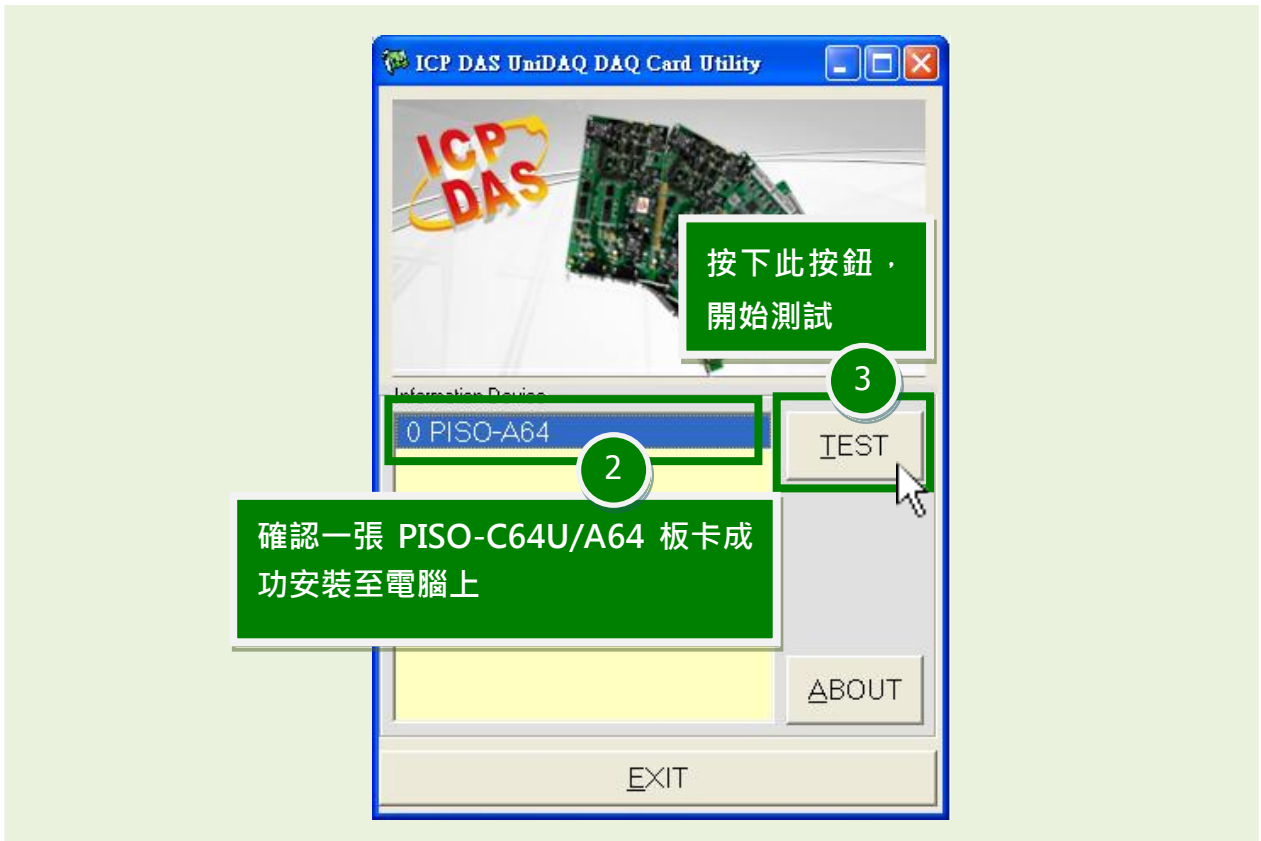 ICP DAS UniDAQ DAQ Card Utility
ICP
DAS
按下此按鈕，
開始測試
3
Information Device
0 PISO-A64
TEST
2
確認一張 PISO-C64U/A64 板卡成
功安裝至電腦上
ABOUT
EXIT